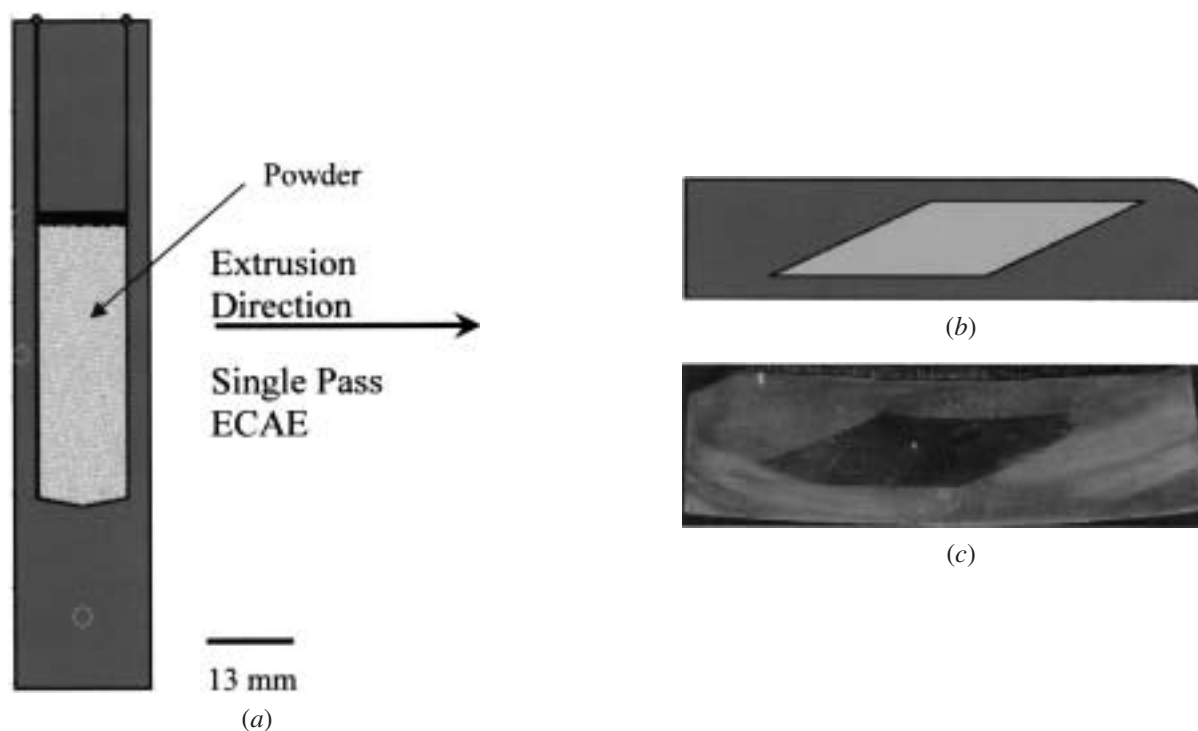 Powder
Extrusion
Direction
Single Pass
ECAE
13 mm
(a)
(b)
(c)